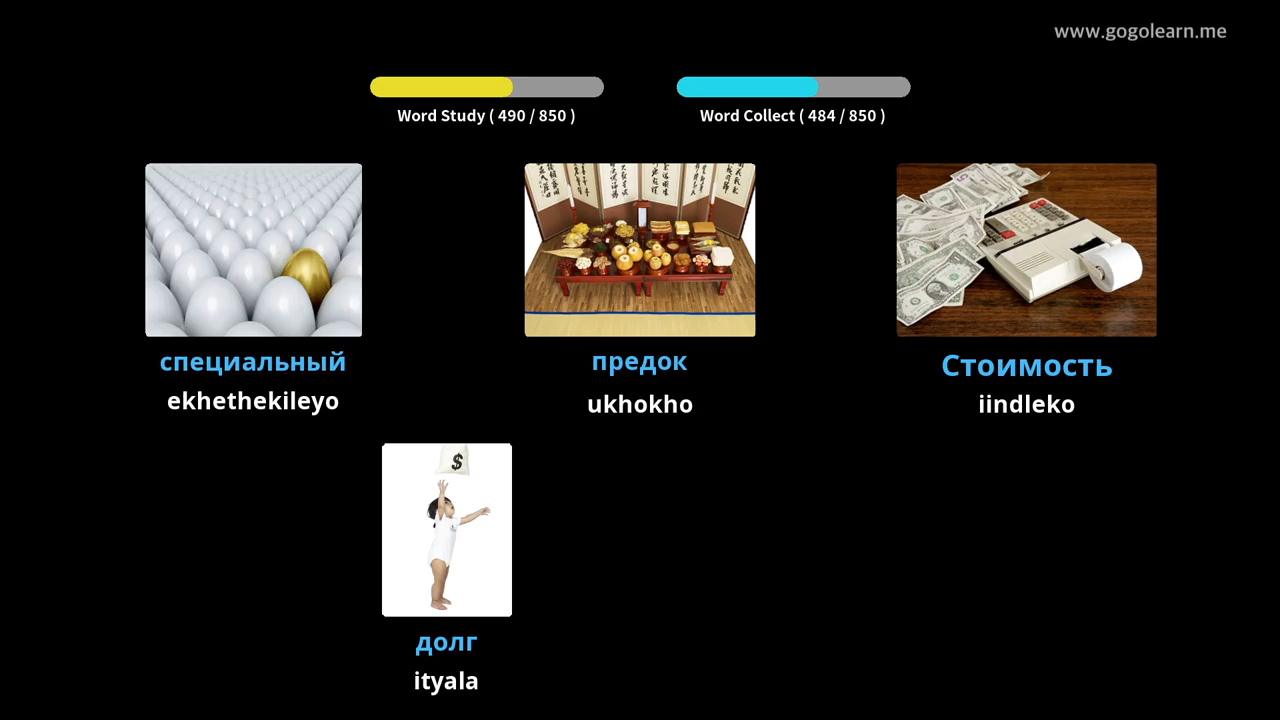 www.gogolearn.me
Word Study ( 490 / 850 )
Word Collect ( 484 / 850 )
специальный
ekhethekileyo
предок
ukhokho
Стоимость
iindleko
$
долг
ityala